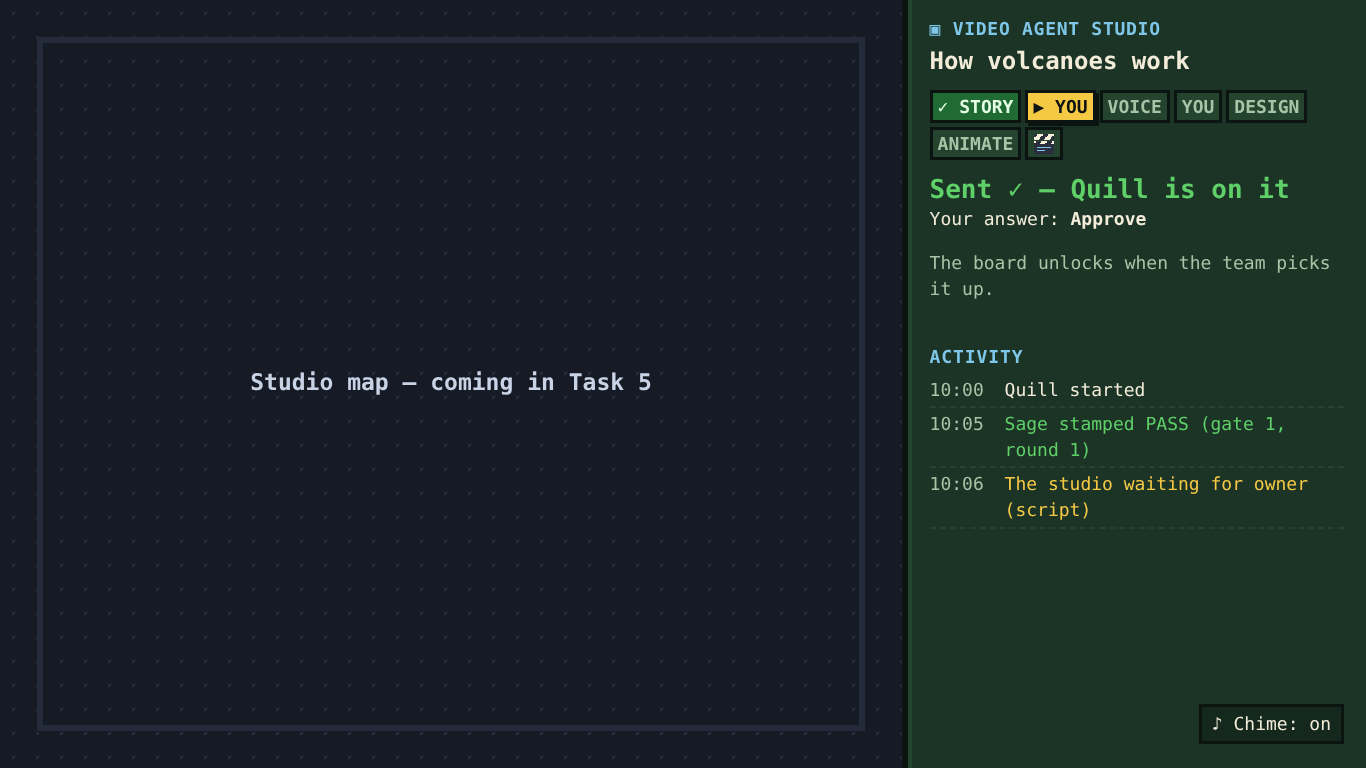 Studio map — coming in Task 5
▣ VIDEO AGENT STUDIO
How volcanoes work
✓ STORY
▶ YOU
VOICE
YOU
DESIGN
ANIMATE
Sent ✓ — Quill is on it
Your answer: Approve
The board unlocks when the team picks
it up.
ACTIVITY
10:00 Quill started
10:05 Sage stamped PASS (gate 1,
round 1)
10:06 The studio waiting for owner
(script)
♪ Chime: on